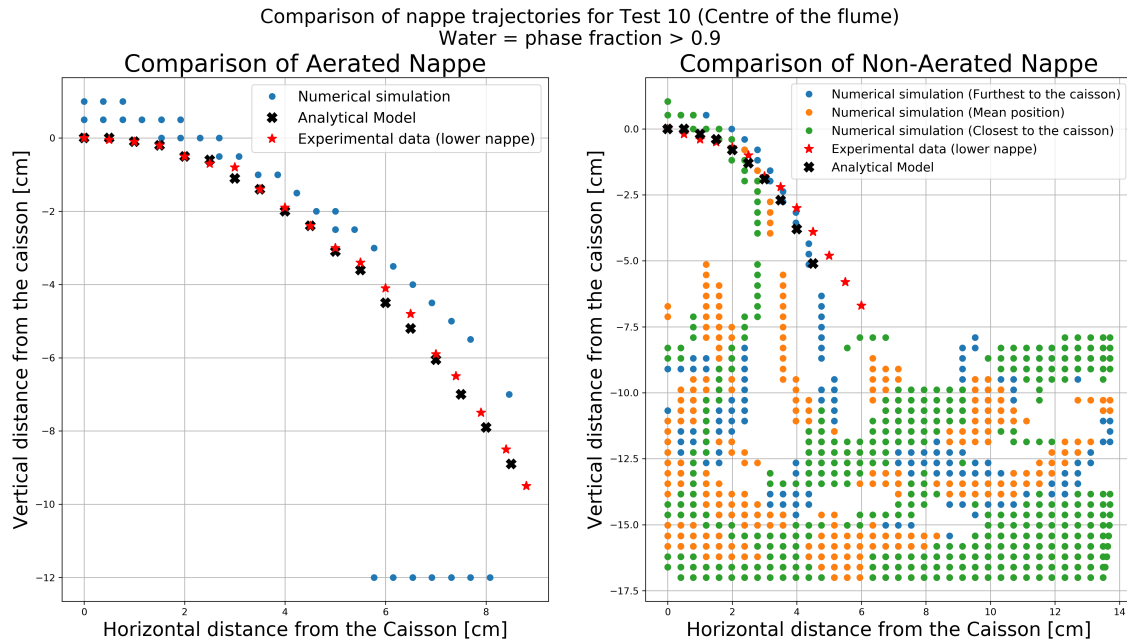 Comparison of nappe trajectories for Test 10 (Centre of the flume)
Water = phase fraction > 0.9
Comparison of Aerated Nappe
Numerical simulation
Analytical Model
Experimental data (lower nappe)
Vertical distance from the caisson [cm]
0
−2
−4
−6
−8
−10
−12
0
2
4
6
8
Horizontal distance from the Caisson [cm]
Comparison of Non-Aerated Nappe
Numerical simulation (Furthest to the caisson)
Numerical simulation (Mean position)
Numerical simulation (Closest to the caisson)
Experimental data (lower nappe)
Analytical Model
Vertical distance from the caisson [cm]
0.0
−2.5
−5.0
−7.5
−10.0
−12.5
−15.0
−17.5
0
2
4
6
8
10
12
14
Horizontal distance from the Caisson [cm]